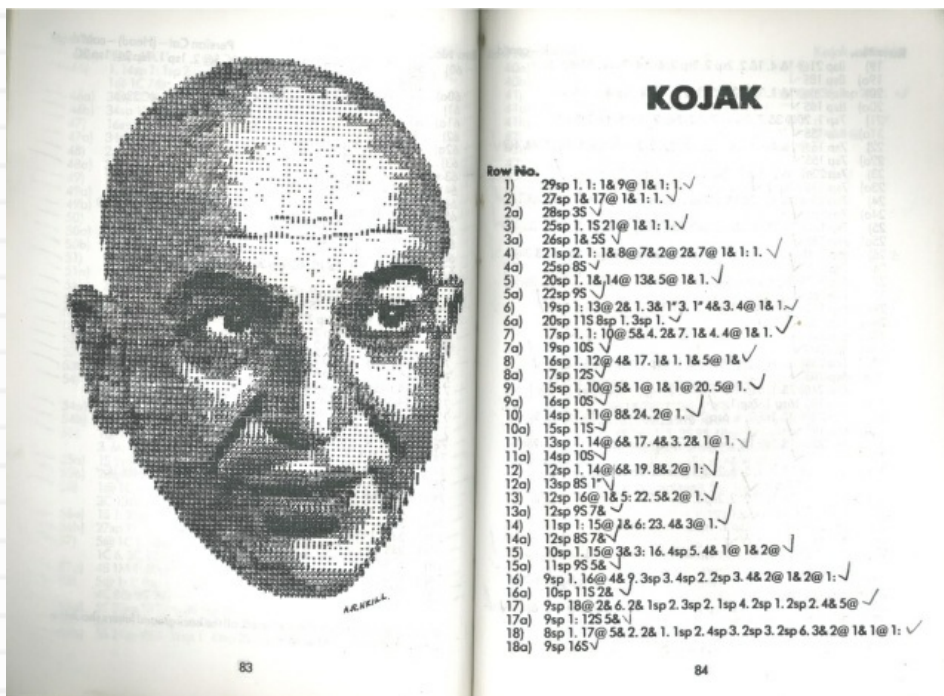 83
KOJAK
Row No.
1) 29sp 1. 1: 1& 9@ 1& 1: 1. ✓
2) 27sp 1& 17@ 1& 1: 1. ✓
2a) 28sp 3S ✓
3) 25sp 1. 1S 21@ 1& 1: 1. ✓
3a) 26sp 1& 5S ✓
4) 21sp 2. 1: 1& 8@ 7& 2@ 2& 7@ 1& 1: 1. ✓
4a) 25sp 8S ✓
5) 20sp 1. 1& 14@ 13& 5@ 1& 1. ✓
5a) 22sp 9S ✓
6) 19sp 1: 13@ 2& 1. 3& 1" 3. 1" 4& 3. 4@ 1& 1. ✓
6a) 20sp 11S 8sp 1. 3sp 1. ✓
7) 17sp 1. 1: 10@ 5& 4. 2& 7. 1& 4. 4@ 1& 1. ✓
7a) 19sp 10S ✓
8) 16sp 1. 12@ 4& 17. 1& 1. 1& 5@ 1& ✓
8a) 17sp 12S ✓
9) 15sp 1. 10@ 5& 1@ 1& 1@ 20. 5@ 1. ✓
9a) 16sp 10S ✓
10) 14sp 1. 11@ 8& 24. 2@ 1. ✓
10a) 15sp 11S ✓
11) 13sp 1. 14@ 6& 17. 4& 3. 2& 1@ 1. ✓
11a) 14sp 10S ✓
12) 12sp 1. 14@ 6& 19. 8& 2@ 1: ✓
12a) 13sp 8S 1" ✓
13) 12sp 16@ 1& 5: 22. 5& 2@ 1. ✓
13a) 12sp 9S 7& ✓
14) 11sp 1: 15@ 1& 6: 23. 4& 3@ 1. ✓
14a) 12sp 8S 7& ✓
15) 10sp 1. 15@ 3& 3: 16. 4sp 5. 4& 1@ 1& 2@ ✓
15a) 11sp 9S 5& ✓
16) 9sp 1. 16@ 4& 9. 3sp 3. 4sp 2. 2sp 3. 4& 2@ 1& 2@ 1: ✓
16a) 10sp 11S 2& ✓
17) 9sp 18@ 2& 6. 2& 1sp 2. 3sp 2. 1sp 4. 2sp 1. 2sp 2. 4& 5@ ✓
17a) 9sp 1: 12S 5& ✓
18) 8sp 1. 17@ 5& 2. 2& 1. 1sp 2. 4sp 3. 2sp 3. 2sp 6. 3& 2@ 1& 1@ 1: ✓
18a) 9sp 16S ✓
84